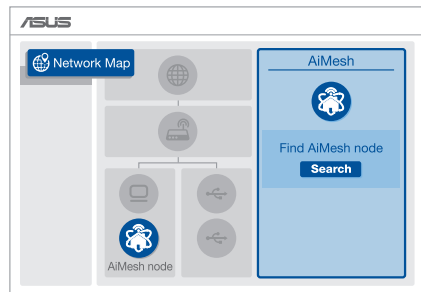 ASUS
Network Map
AiMesh
Find AiMesh node
Search
AiMesh node